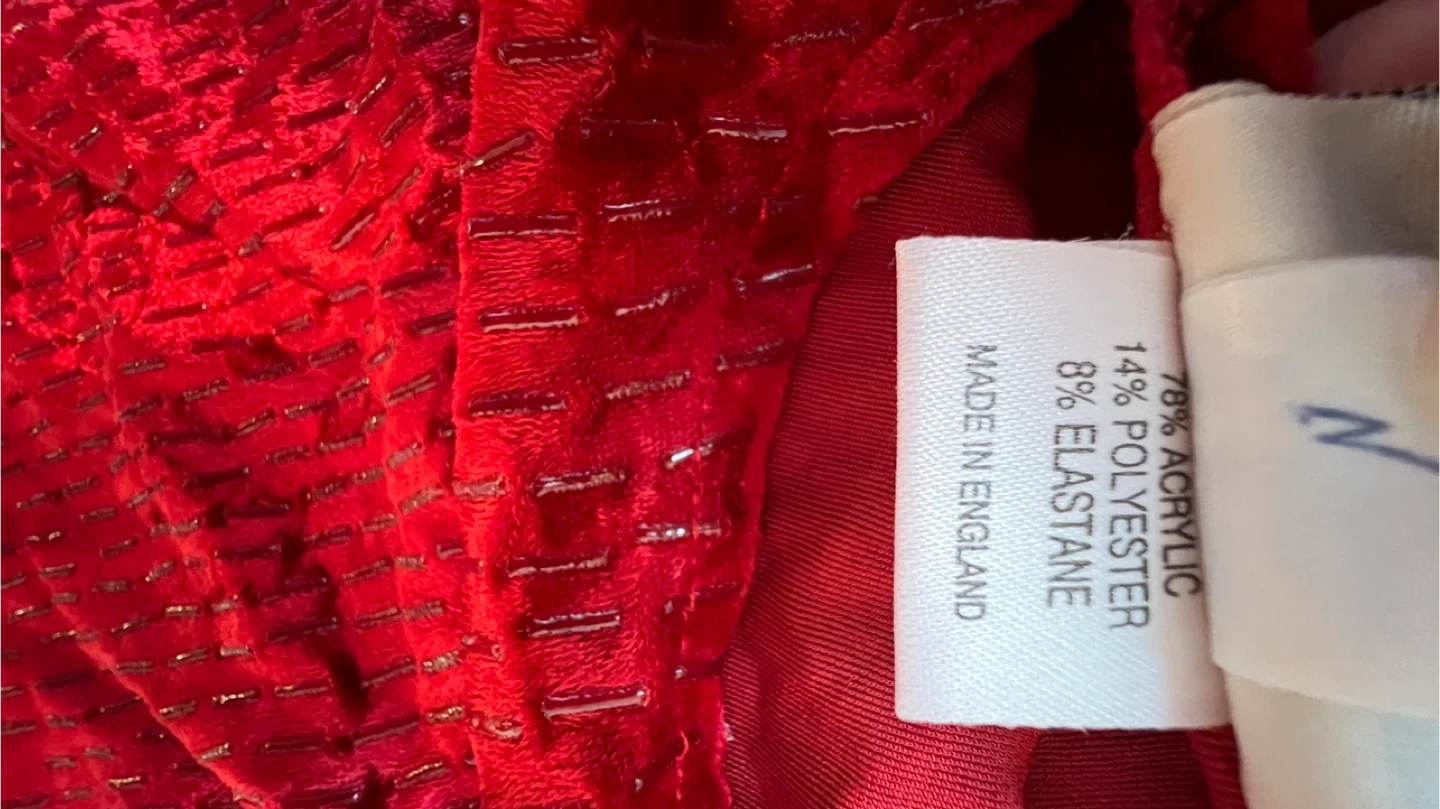 78% ACRYLIC
14% POLYESTER
8% ELASTANE
MADE IN ENGLAND